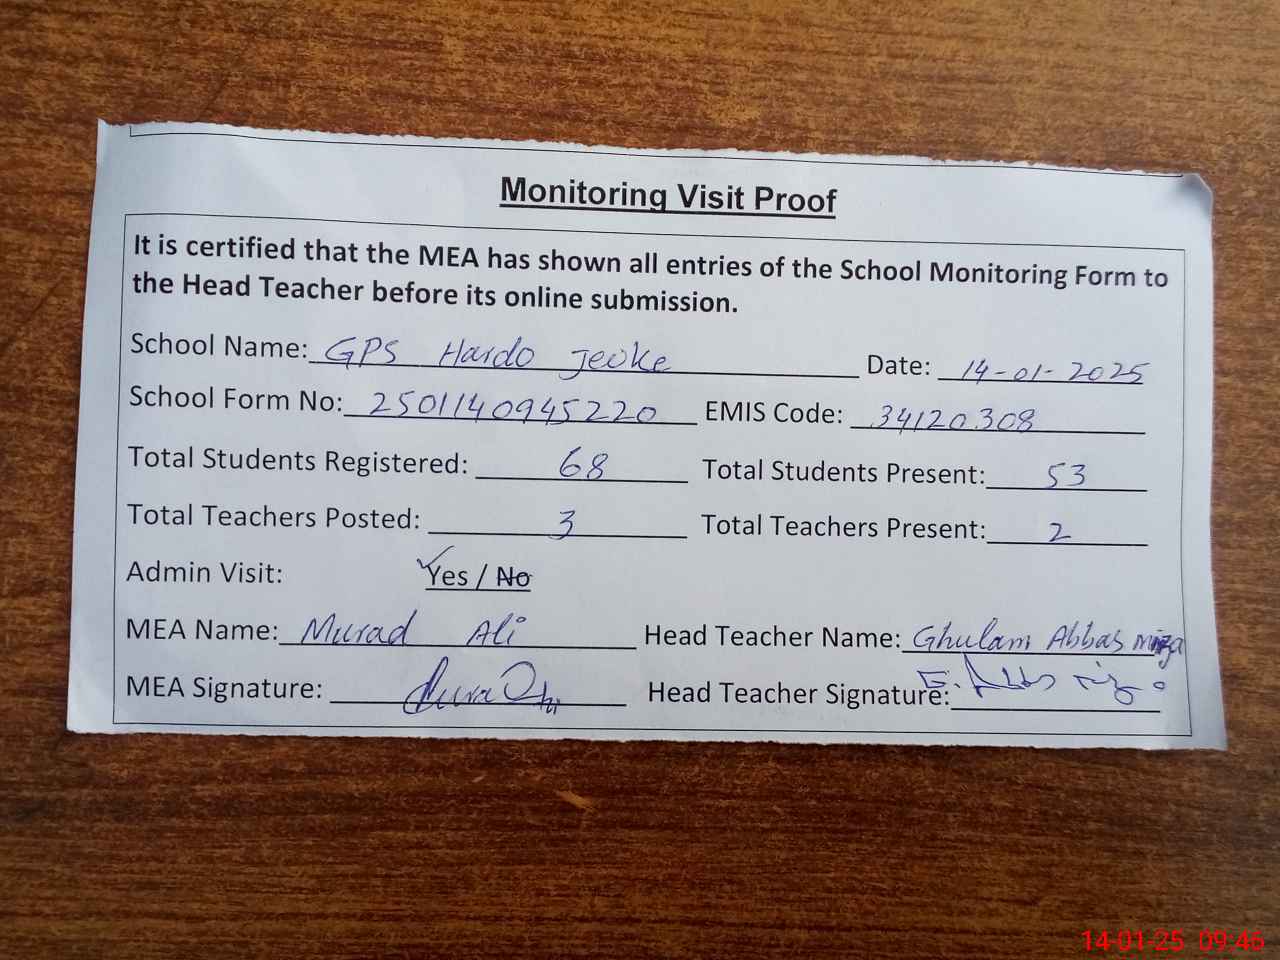 Monitoring Visit Proof
It is certified that the MEA has shown all entries of the School Monitoring Form to
the Head Teacher before its online submission.
School Name: GPS Hardo Jeoke Date: 14-01-2025
School Form No: 2501140945220 EMIS Code: 34120308
Total Students Registered: 68 Total Students Present: 53
Total Teachers Posted: 3 Total Teachers Present: 2
Admin Visit: Yes / No
MEA Name: Murad Ali Head Teacher Name: Ghulam Abbas
MEA Signature: Head Teacher Signature:
14-01-25 09:46